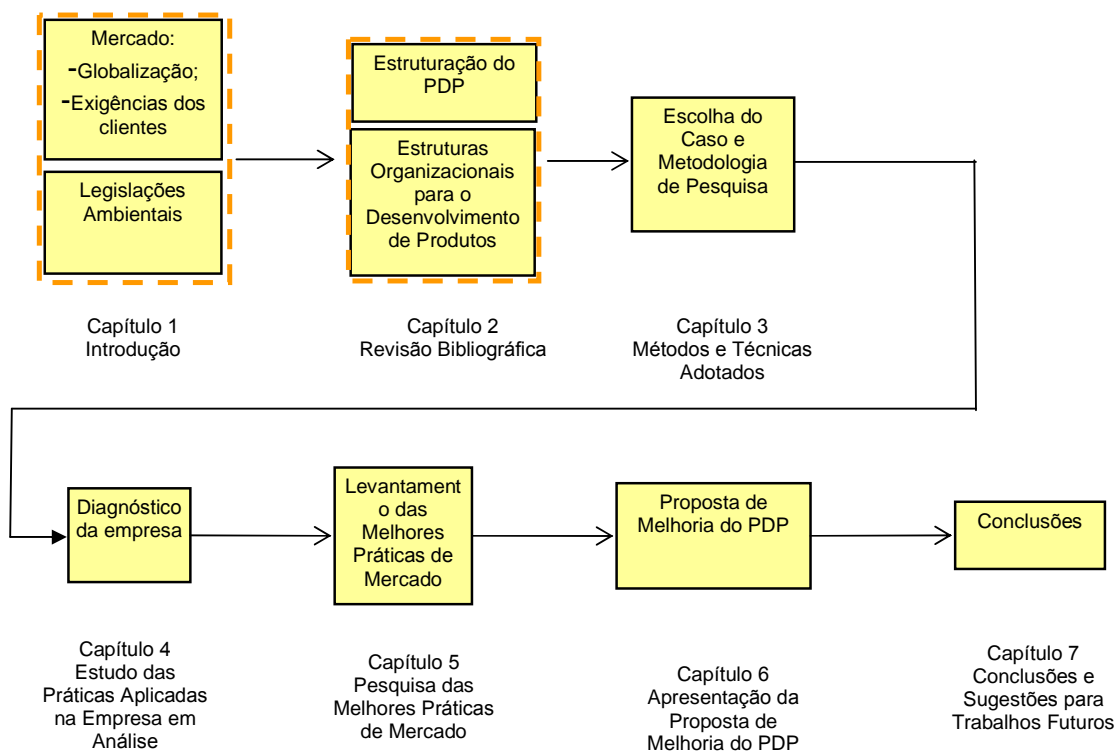 Mercado:
-Globalização;
-Exigências dos
clientes
Legislações
Ambientais
Estruturação do
PDP
Estruturas
Organizacionais
para o
Desenvolvimento
de Produtos
Escolha do
Caso e
Metodologia
de Pesquisa
Capítulo 1
Introdução
Capítulo 2
Revisão Bibliográfica
Capítulo 3
Métodos e Técnicas
Adotados
Diagnóstico
da empresa
Levantament
o das
Melhores
Práticas de
Mercado
Proposta de
Melhoria do PDP
Conclusões
Capítulo 4
Estudo das
Práticas Aplicadas
na Empresa em
Análise
Capítulo 5
Pesquisa das
Melhores Práticas
de Mercado
Capítulo 6
Apresentação da
Proposta de
Melhoria do PDP
Capítulo 7
Conclusões e
Sugestões para
Trabalhos Futuros